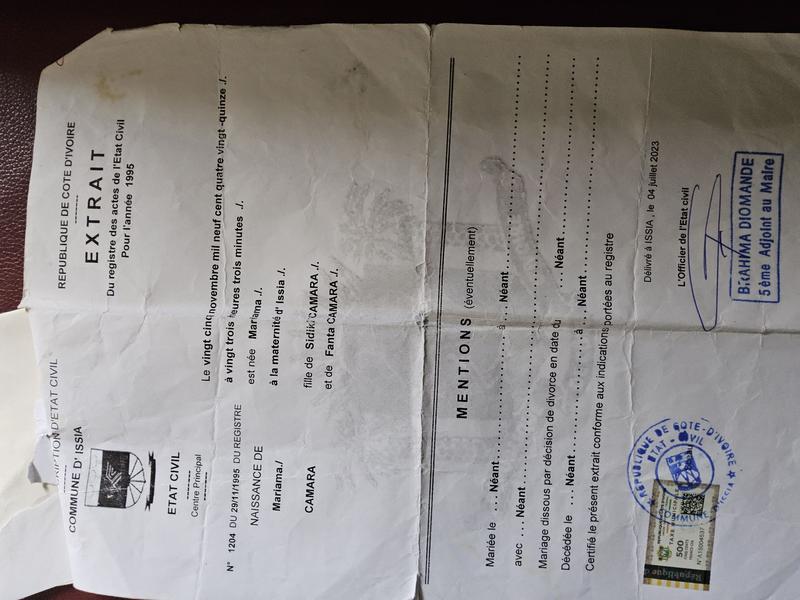 REPUBLIQUE DE COTE D'IVOIRE
--------
EXTRAIT
Du registre des actes de l'Etat Civil
Pour l'année 1995
D'ETAT CIVIL
COMMUNE D' ISSIA
ETAT CIVIL
Centre Principal
N° 1204 DU 29/11/1995 DU REGISTRE
NAISSANCE DE
Mariama./
CAMARA
Le vingt cinq novembre mil neuf cent quatre vingt -quinze ./.
à vingt trois heures trois minutes ./.
est née Mariama ./.
à la maternité d' Issia ./.
fille de Sidiki CAMARA ./.
et de Fanta CAMARA ./.
MENTIONS (éventuellement)
Mariée le ... Néant ... à ... Néant
avec ... Néant
Mariage dissous par décision de divorce en date du ... Néant
Décédée le ... Néant ... à ... Néant
Certifié le présent extrait conforme aux indications portées au registre
Délivré à ISSIA , le 04 juillet 2023
L'Officier de l'Etat civil
BRAHIMA DIOMANDE
5ème Adjoint au Maire
REPUBLIQUE DE COTE-D'IVOIRE
ETAT - CIVIL
COMMUNE D'ISSIA
500